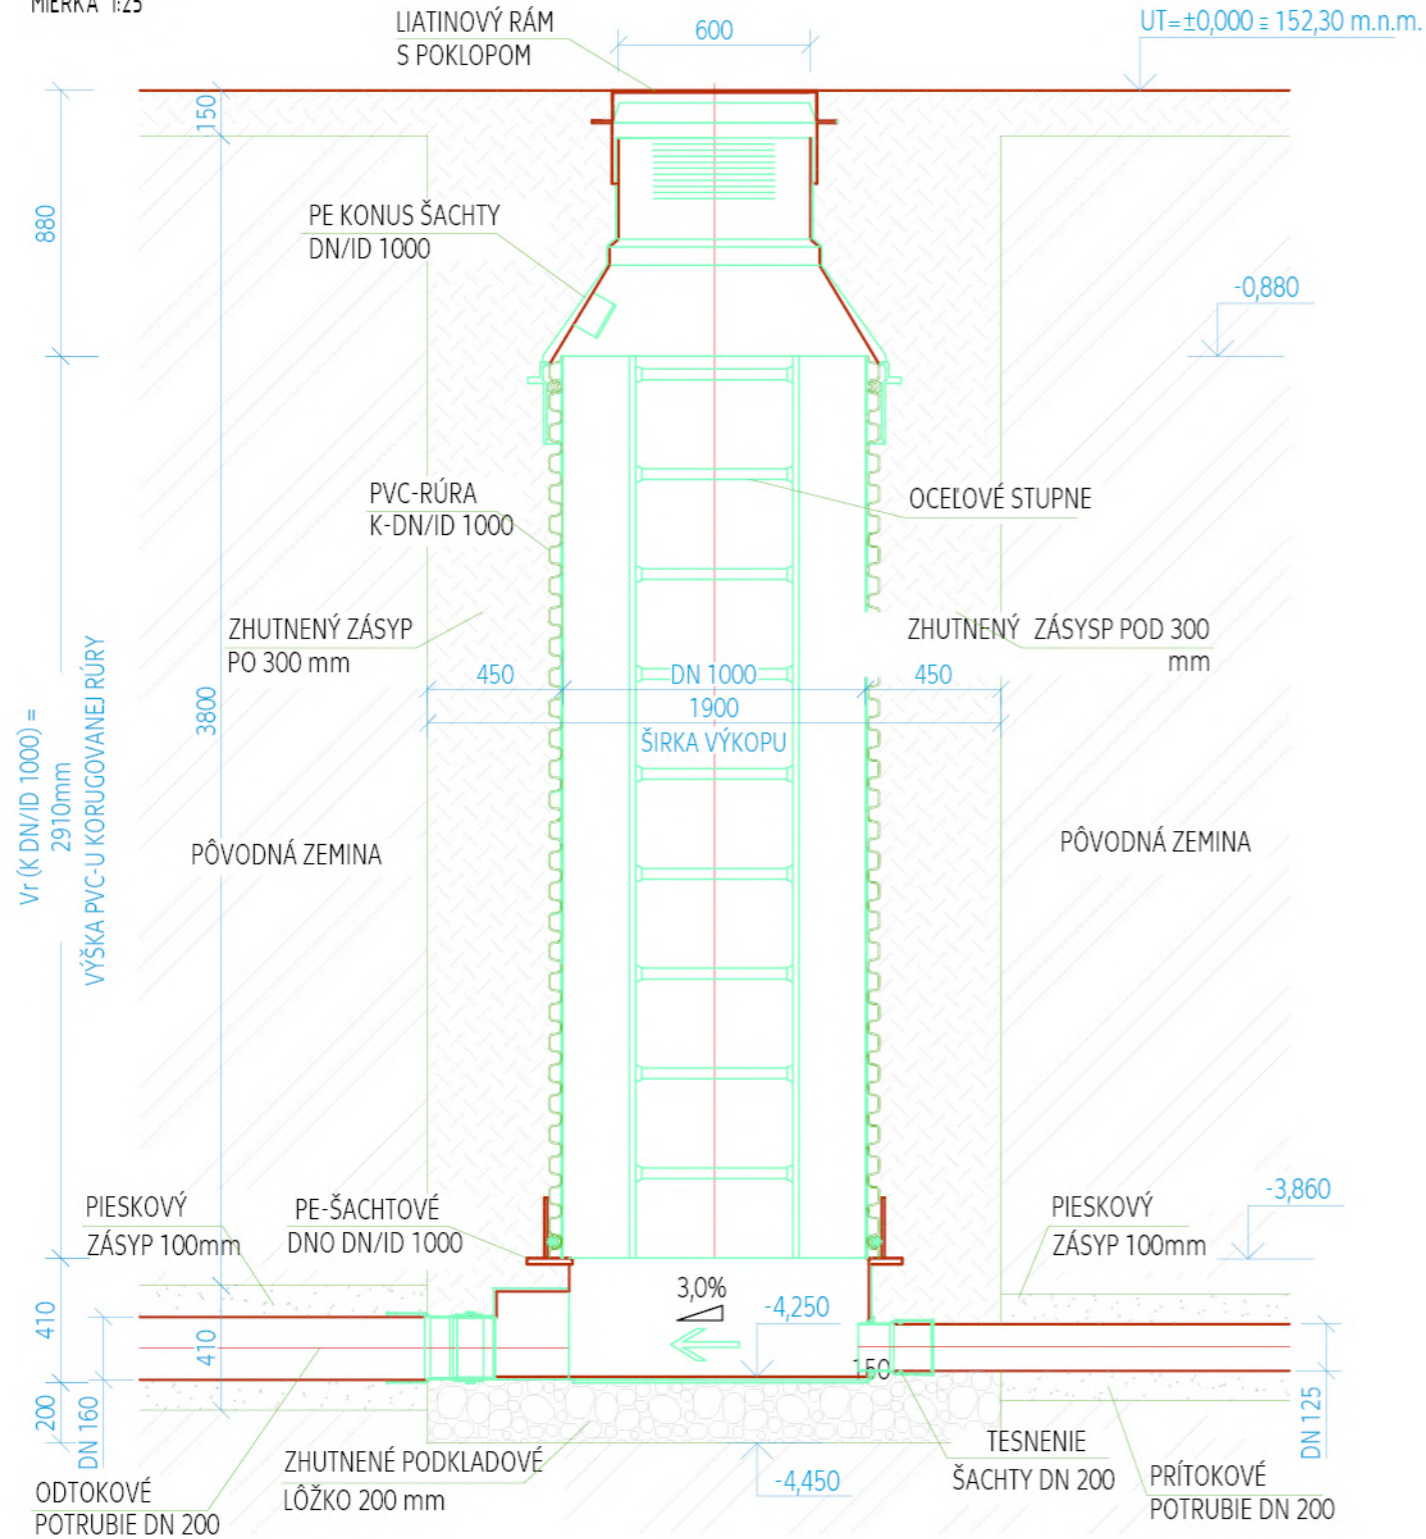 MIERKA 1:25
LIATINOVÝ RÁM
S POKLOPOM
600
UT=±0,000 = 152,30 m.n.m.
150
880
PE KONUS ŠACHTY
DN/ID 1000
-0,880
PVC-RÚRA
K-DN/ID 1000
OCEĽOVÉ STUPNE
ZHUTNENÝ ZÁSYP
PO 300 mm
ZHUTNENÝ ZÁSYSP POD 300
mm
450
DN 1000
450
1900
ŠIRKA VÝKOPU
3800
Vr (K DN/ID 1000) =
2910mm
VÝŠKA PVC-U KORUGOVANEJ RÚRY
PÔVODNÁ ZEMINA
PÔVODNÁ ZEMINA
PIESKOVÝ
ZÁSYP 100mm
PE-ŠACHTOVÉ
DNO DN/ID 1000
PIESKOVÝ
ZÁSYP 100mm
-3,860
3,0%
-4,250
410
410
150
200
DN 160
DN 125
ZHUTNENÉ PODKLADOVÉ
LÔŽKO 200 mm
-4,450
TESNENIE
ŠACHTY DN 200
ODTOKOVÉ
POTRUBIE DN 200
PRÍTOKOVÉ
POTRUBIE DN 200